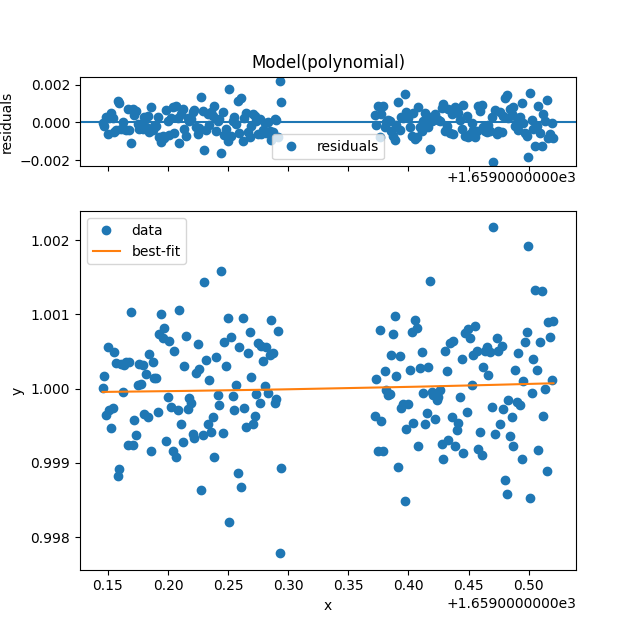 Model(polynomial)
0.002
0.000
−0.002
residuals
residuals
+1.6590000000e3
1.002
1.001
1.000
0.999
0.998
y
data
best-fit
0.15 0.20 0.25 0.30 0.35 0.40 0.45 0.50
x
+1.6590000000e3